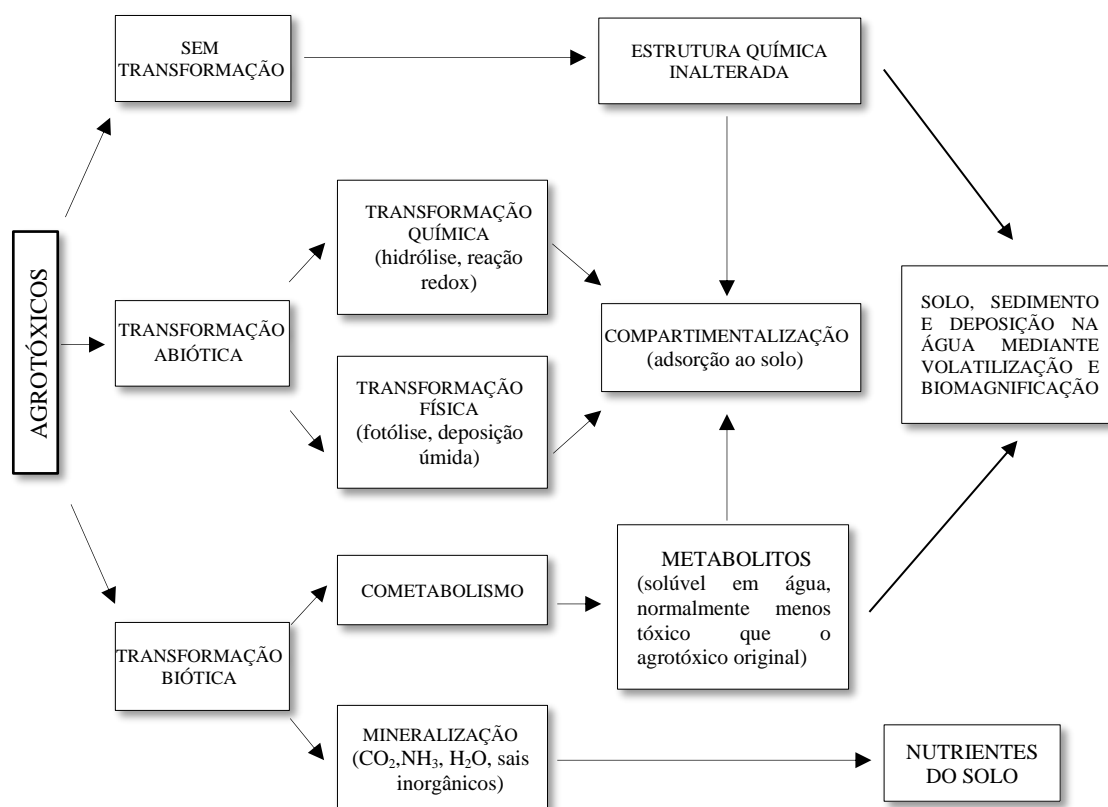 SEM
TRANSFORMAÇÃO
ESTRUTURA QUÍMICA
INALTERADA
AGROTÓXICOS
TRANSFORMAÇÃO
QUÍMICA
(hidrólise, reação
redox)
TRANSFORMAÇÃO
ABIÓTICA
COMPARTIMENTALIZAÇÃO
(adsorção ao solo)
SOLO, SEDIMENTO
E DEPOSIÇÃO NA
ÁGUA MEDIANTE
VOLATILIZAÇÃO E
BIOMAGNIFICAÇÃO
TRANSFORMAÇÃO
FÍSICA
(fotólise, deposição
úmida)
COMETABOLISMO
METABOLITOS
(solúvel em água,
normalmente menos
tóxico que o
agrotóxico original)
TRANSFORMAÇÃO
BIÓTICA
MINERALIZAÇÃO
(CO₂,NH₃, H₂O, sais
inorgânicos)
NUTRIENTES
DO SOLO